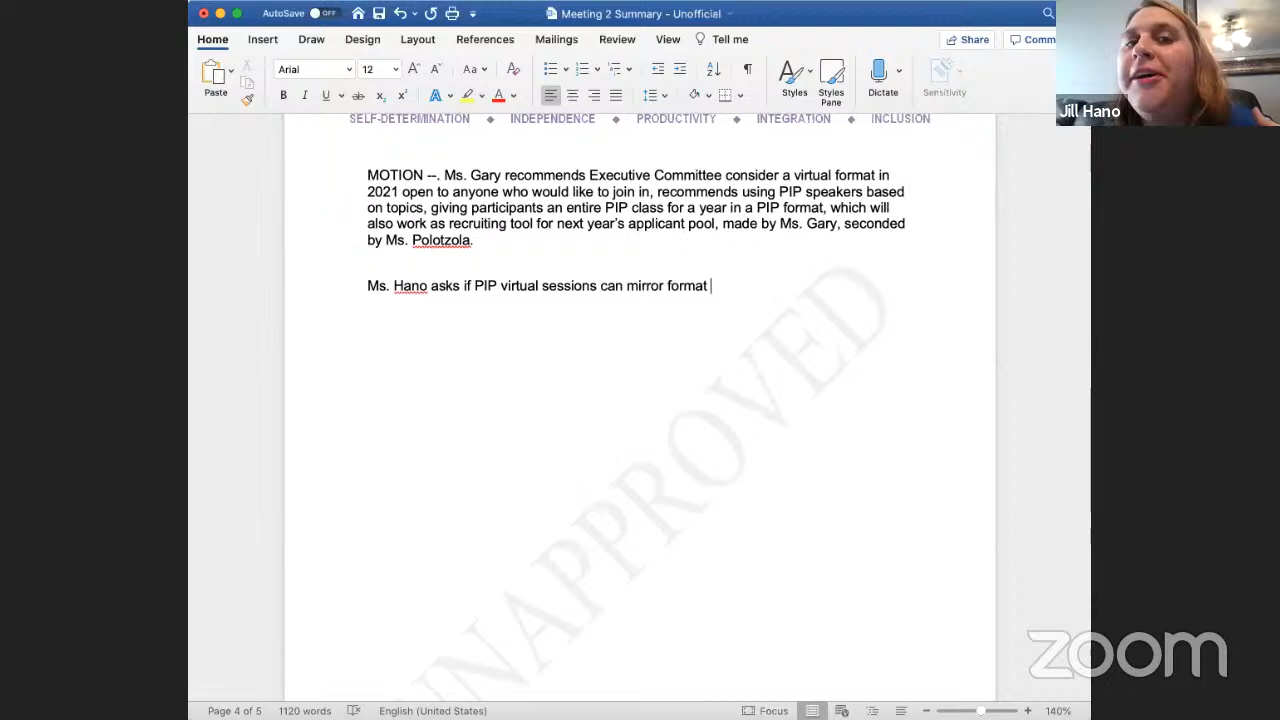 AutoSave OFF Meeting 2 Summary - Unofficial
Home Insert Draw Design Layout References Mailings Review View Tell me Share Comm
Arial 12 Aa
Paste B I U ab x₂ x² A A Styles Styles Pane Dictate Sensitivity
Jill Hano
SELF-DETERMINATION ◆ INDEPENDENCE ◆ PRODUCTIVITY ◆ INTEGRATION ◆ INCLUSION
MOTION --. Ms. Gary recommends Executive Committee consider a virtual format in
2021 open to anyone who would like to join in, recommends using PIP speakers based
on topics, giving participants an entire PIP class for a year in a PIP format, which will
also work as recruiting tool for next year's applicant pool, made by Ms. Gary, seconded
by Ms. Polotzola.
Ms. Hano asks if PIP virtual sessions can mirror format
UNAPPROVED
zoom
Page 4 of 5 1120 words English (United States) Focus 140%